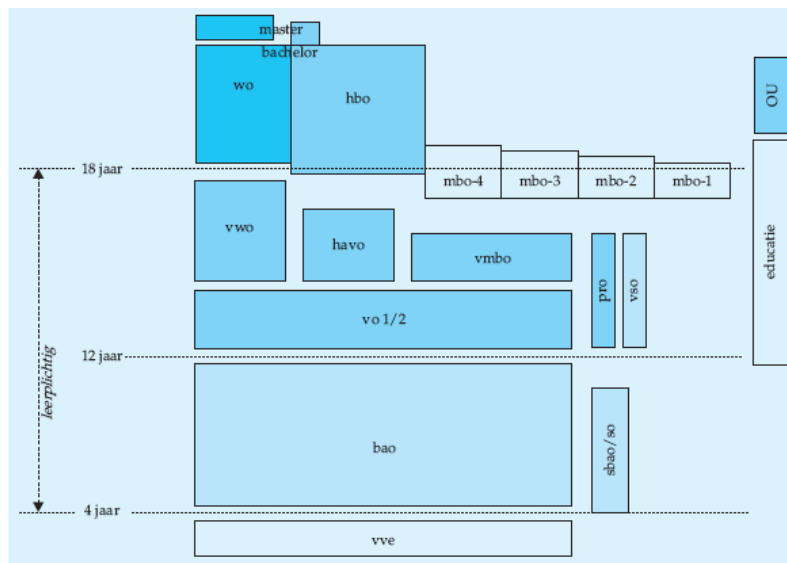 master
bachelor
wo
hbo
OU
18 jaar
mbo-4
mbo-3
mbo-2
mbo-1
vwo
havo
vmbo
pro
vso
educatie
vo 1/2
12 jaar
leerplichtig
bao
sbao/so
4 jaar
vve